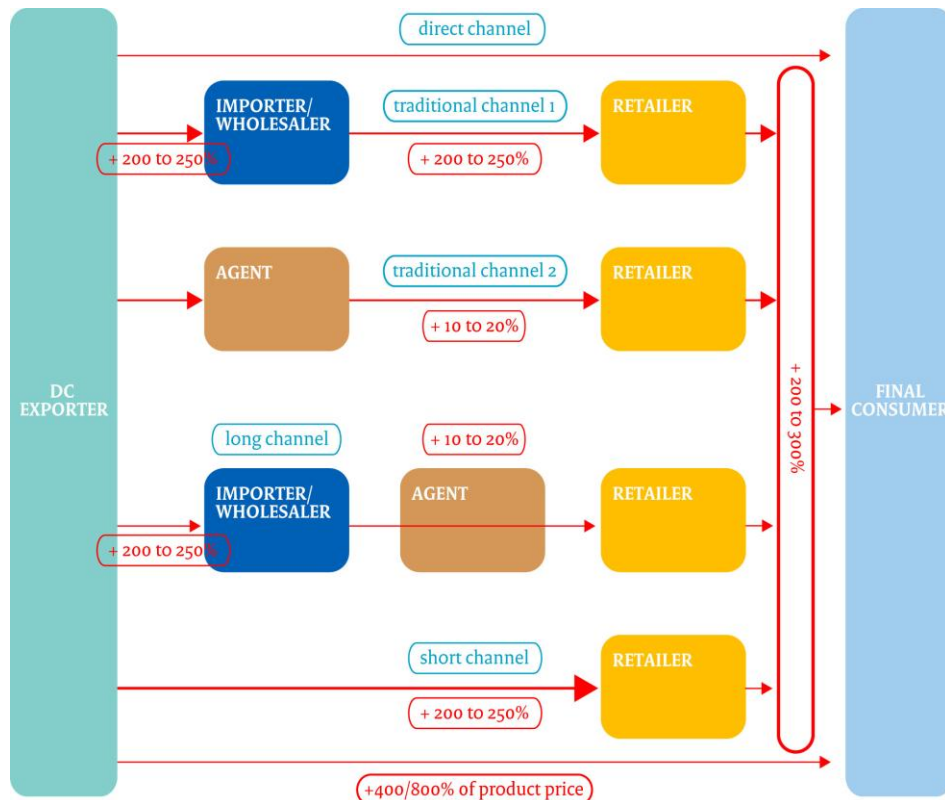 direct channel
IMPORTER/
WHOLESALER
traditional channel 1
RETAILER
+ 200 to 250%
+ 200 to 250%
AGENT
traditional channel 2
RETAILER
+ 10 to 20%
DC
EXPORTER
+ 200 to 300%
FINAL
CONSUMER
long channel
+ 10 to 20%
IMPORTER/
WHOLESALER
AGENT
RETAILER
+ 200 to 250%
short channel
RETAILER
+ 200 to 250%
+400/800% of product price